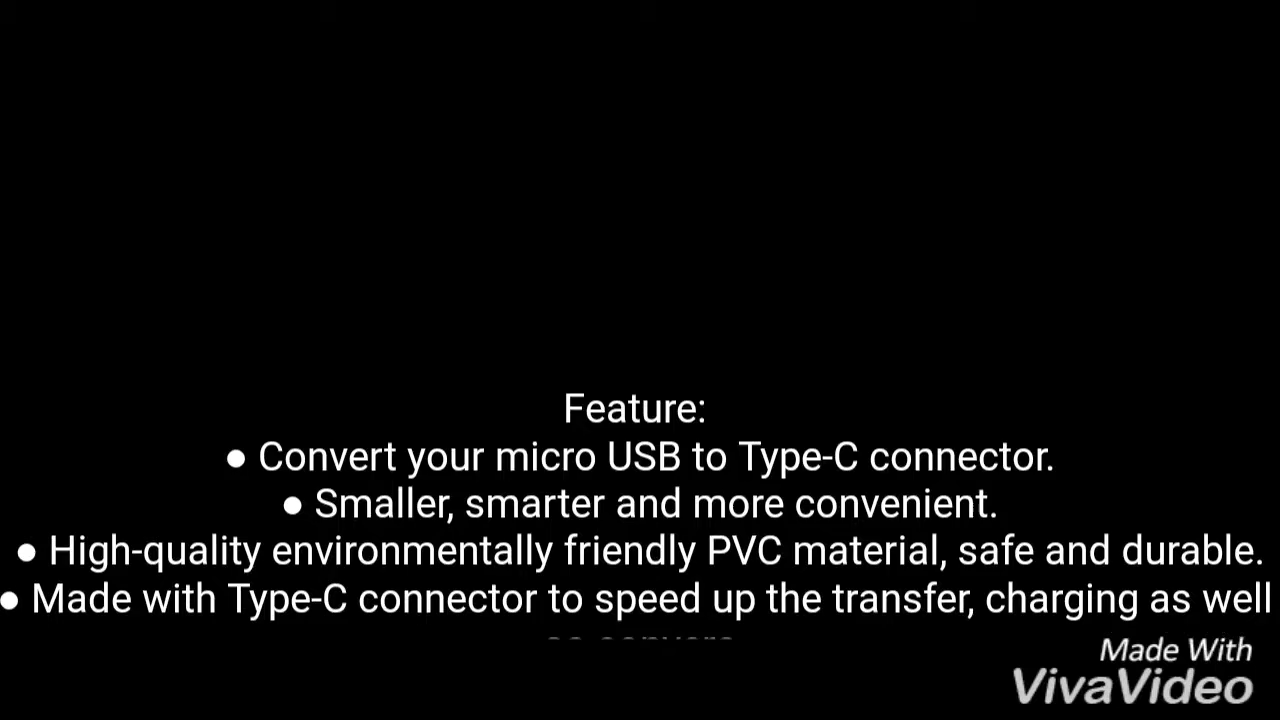 Feature:
● Convert your micro USB to Type-C connector.
● Smaller, smarter and more convenient.
● High-quality environmentally friendly PVC material, safe and durable.
● Made with Type-C connector to speed up the transfer, charging as well
Made With
VivaVideo